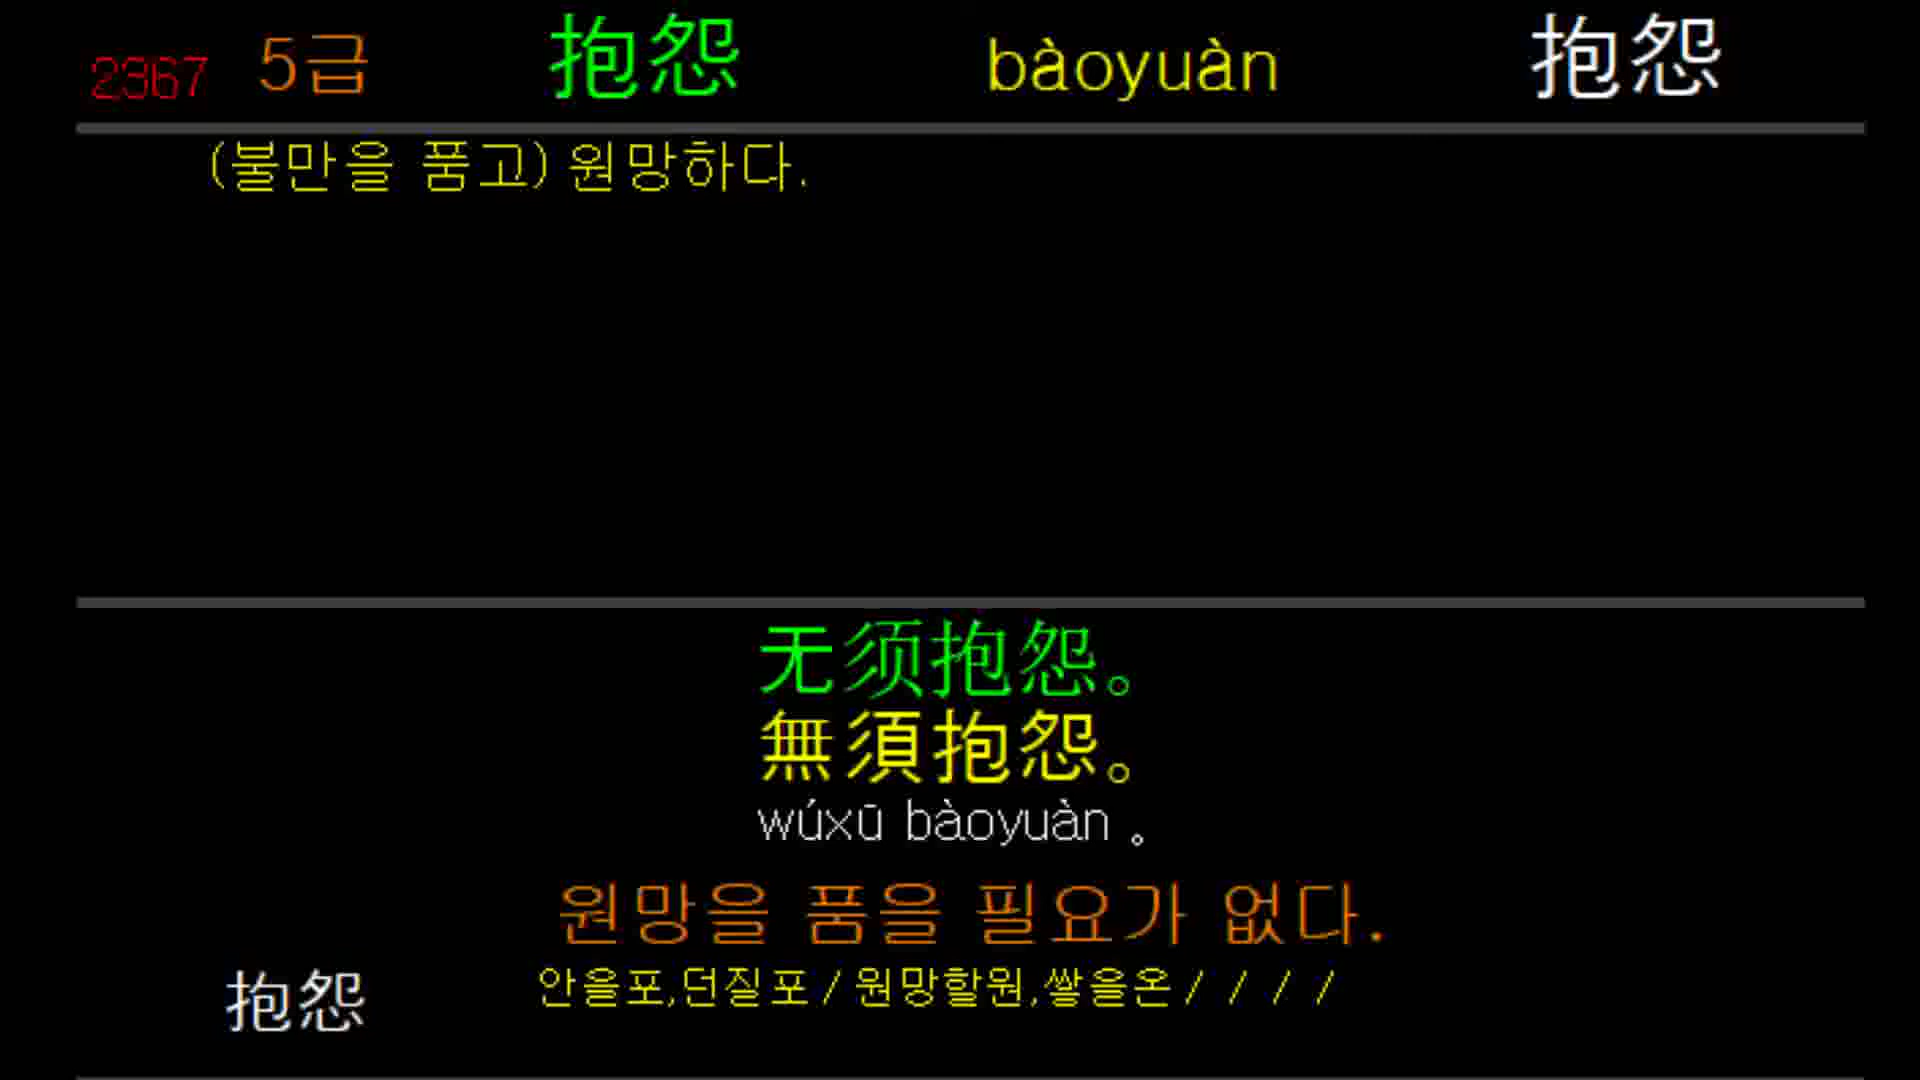 2367 5급 抱怨 bàoyuàn 抱怨
(불만을 품고) 원망하다.
无须抱怨。
無須抱怨。
wúxū bàoyuàn 。
원망을 품을 필요가 없다.
抱怨 안을포,던질포 / 원망할원,쌓을온 / / / /